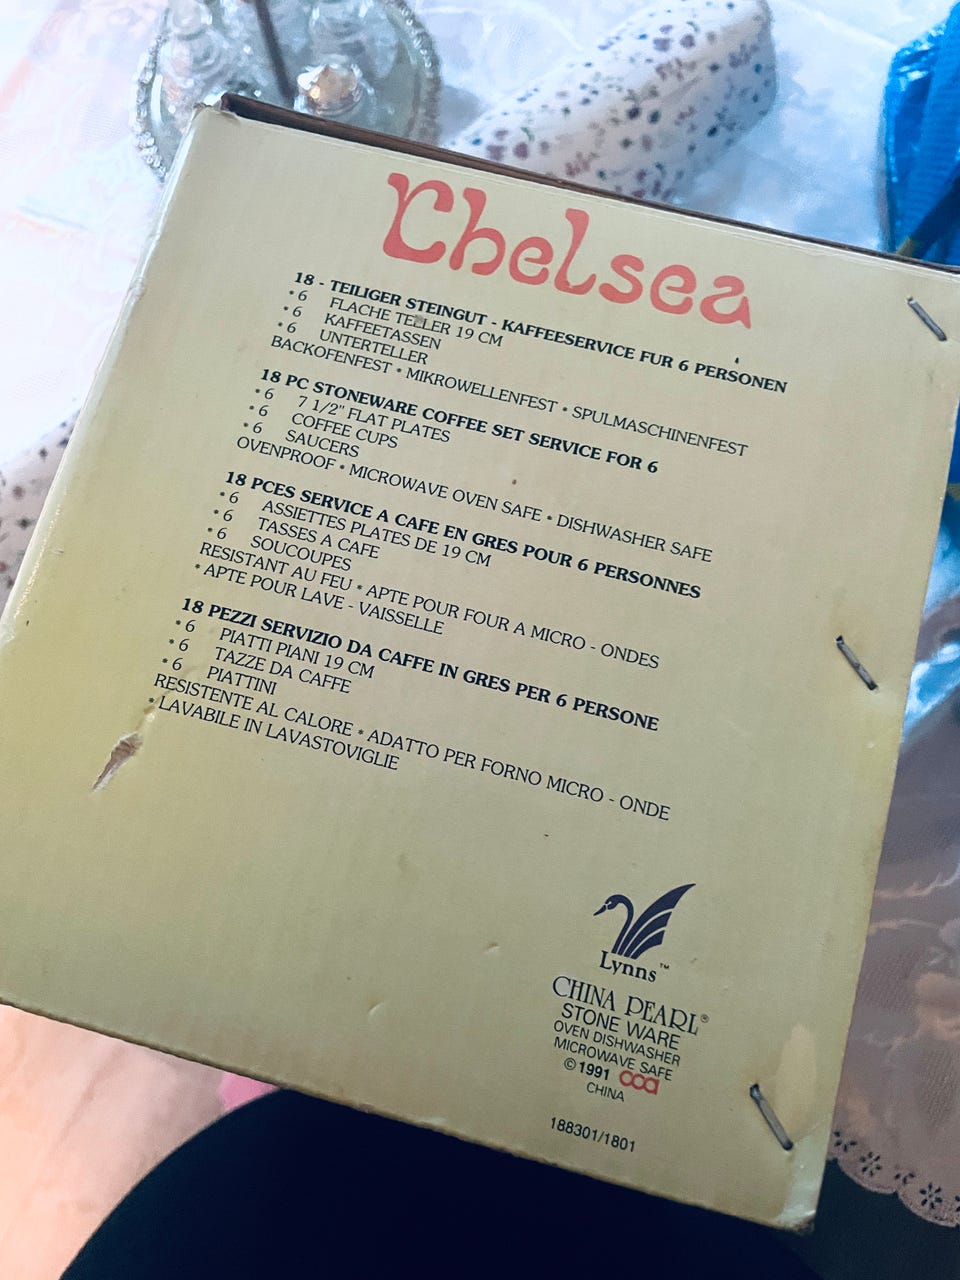 Chelsea
18 - TEILIGER STEINGUT - KAFFEESERVICE FUR 6 PERSONEN
• 6 FLACHE TELLER 19 CM
• 6 KAFFEETASSEN
• 6 UNTERTELLER
BACKOFENFEST • MIKROWELLENFEST • SPULMASCHINENFEST
18 PC STONEWARE COFFEE SET SERVICE FOR 6
• 6 7 1/2" FLAT PLATES
• 6 COFFEE CUPS
• 6 SAUCERS
OVENPROOF • MICROWAVE OVEN SAFE • DISHWASHER SAFE
18 PCES SERVICE A CAFE EN GRES POUR 6 PERSONNES
• 6 ASSIETTES PLATES DE 19 CM
• 6 TASSES A CAFE
• 6 SOUCOUPES
RESISTANT AU FEU • APTE POUR FOUR A MICRO - ONDES
• APTE POUR LAVE - VAISSELLE
18 PEZZI SERVIZIO DA CAFFE IN GRES PER 6 PERSONE
• 6 PIATTI PIANI 19 CM
• 6 TAZZE DA CAFFE
• 6 PIATTINI
RESISTENTE AL CALORE • ADATTO PER FORNO MICRO - ONDE
• LAVABILE IN LAVASTOVIGLIE
Lynns™
CHINA PEARL®
STONE WARE
OVEN DISHWASHER
MICROWAVE SAFE
© 1991 cca
CHINA
188301/1801